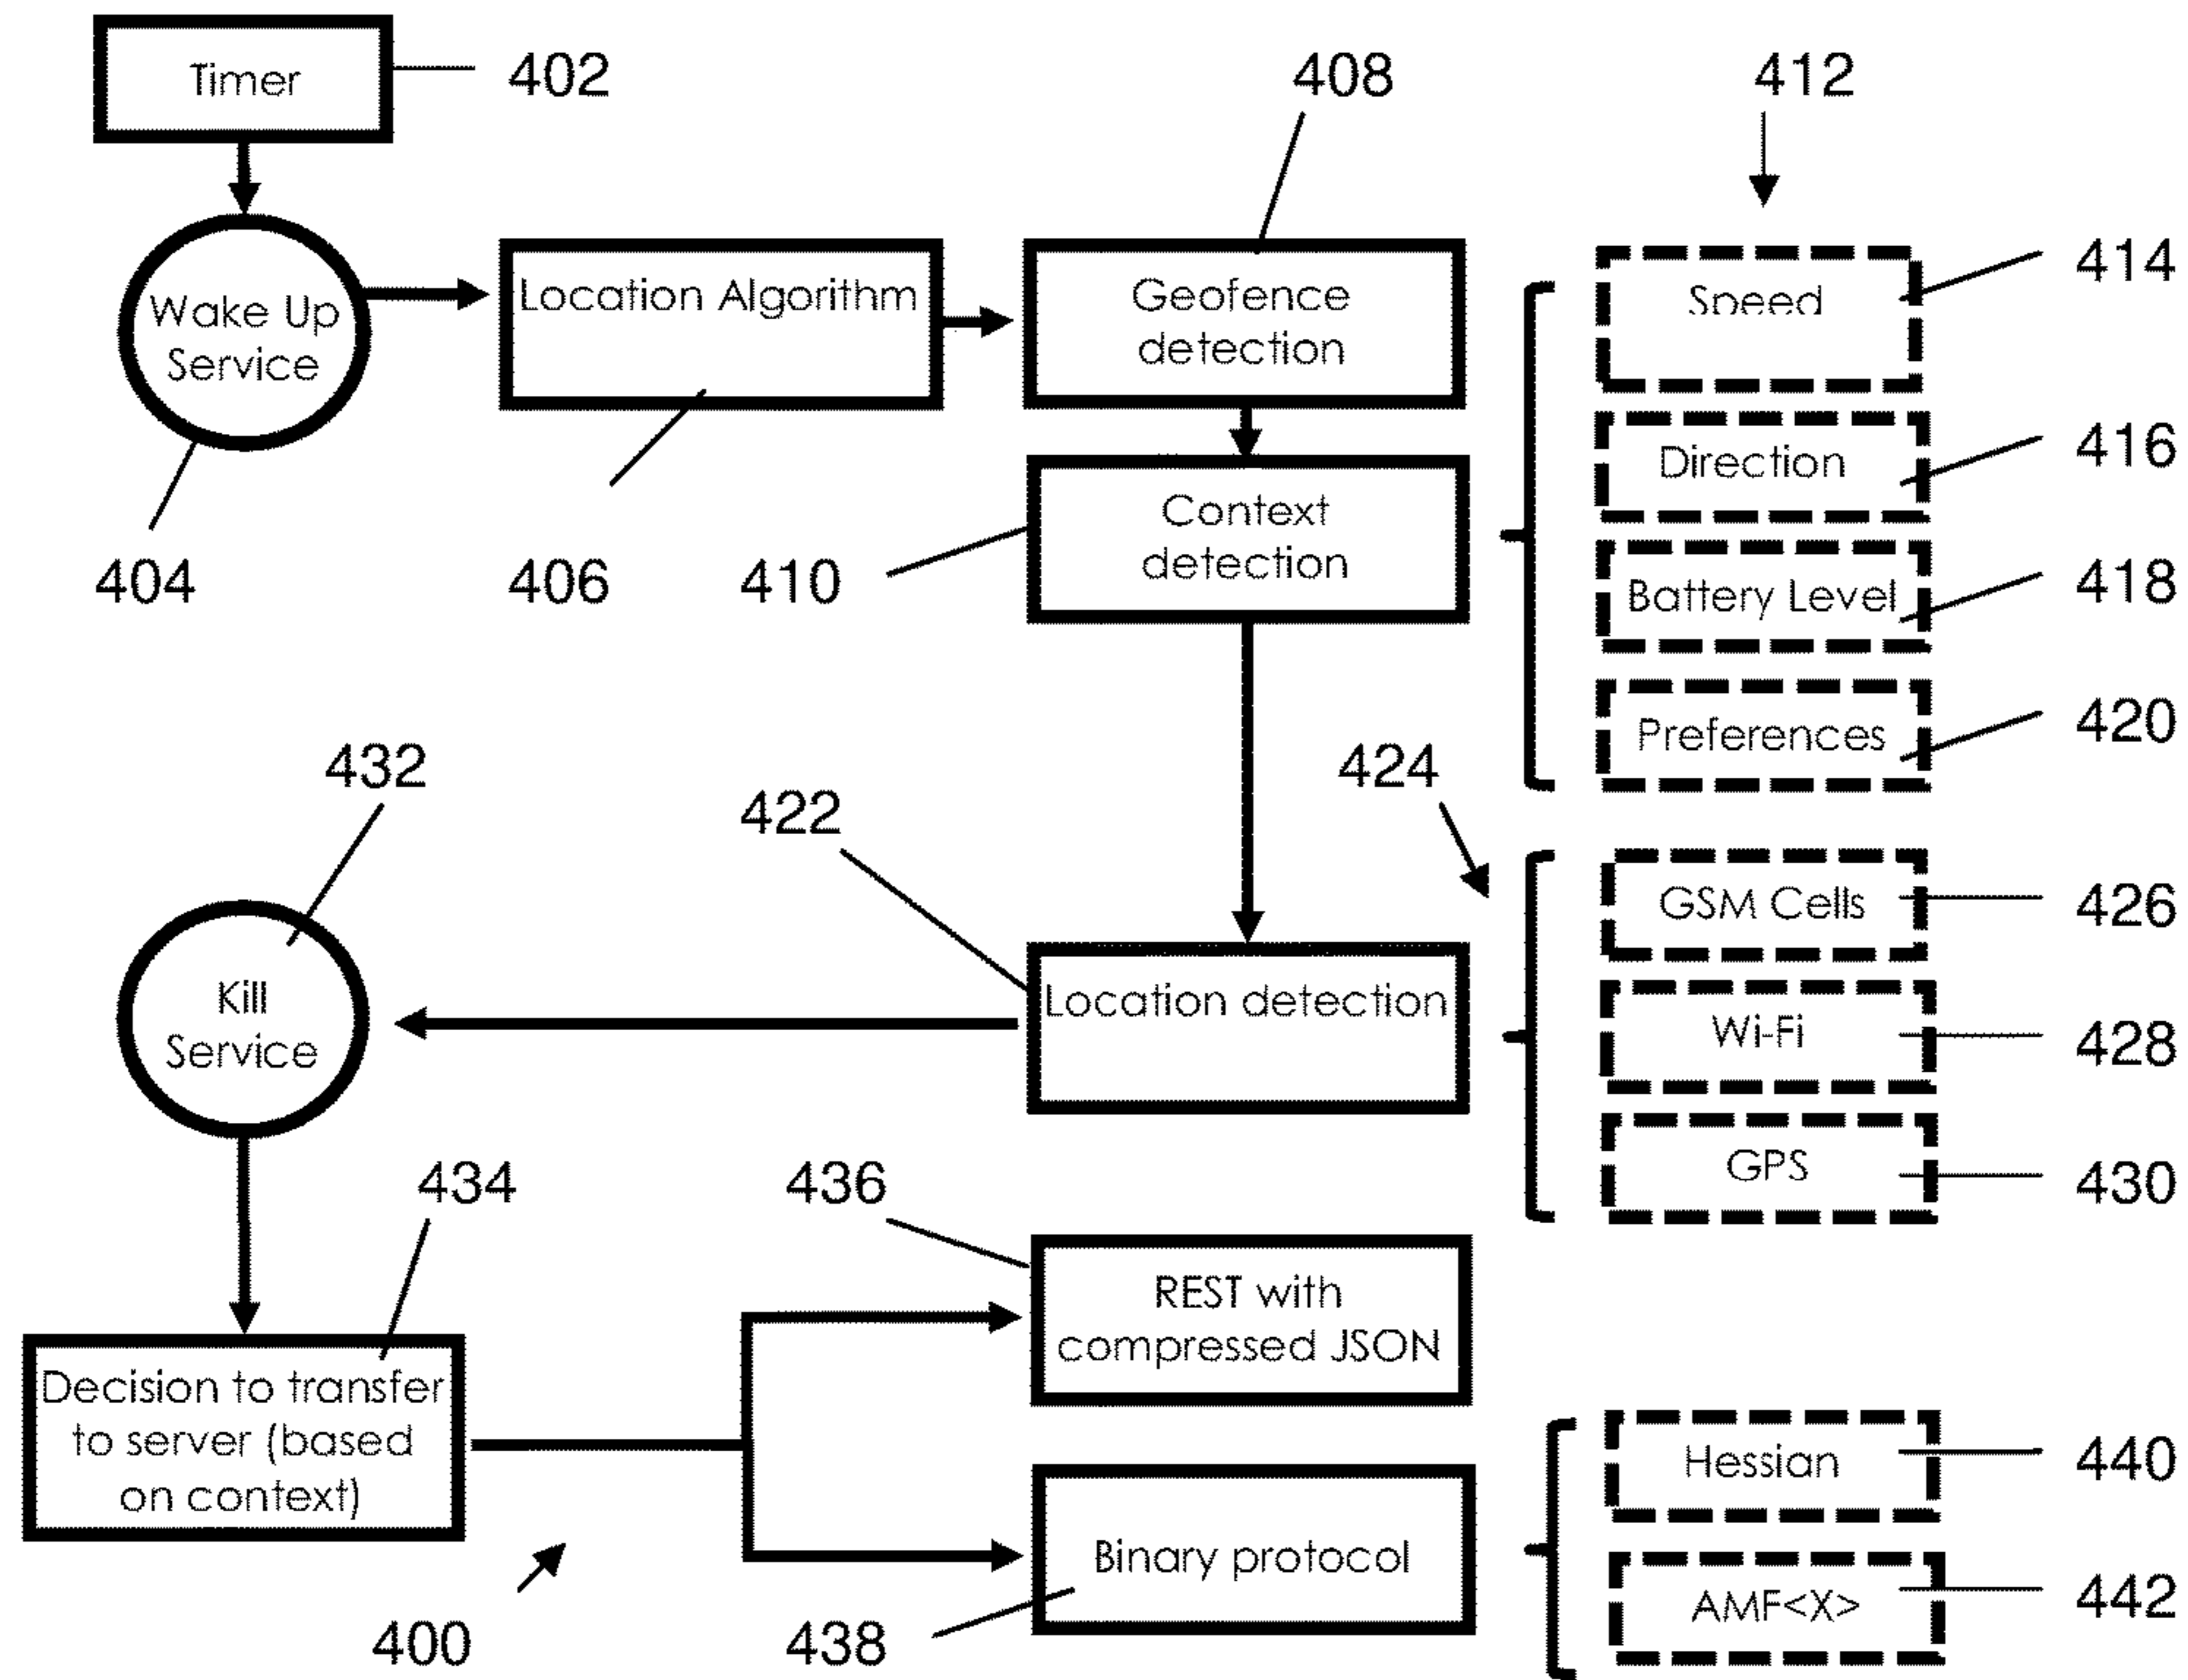 Timer
402
408
412
Wake Up
Service
404
Location Algorithm
406
Geofence
detection
Context
detection
410
Speed
414
Direction
416
Battery Level
418
Preferences
420
432
422
424
Kill
Service
Location detection
GSM Cells
426
Wi-Fi
428
GPS
430
434
436
Decision to transfer
to server (based
on context)
REST with
compressed JSON
Binary protocol
438
400
Hessian
440
AMF<X>
442